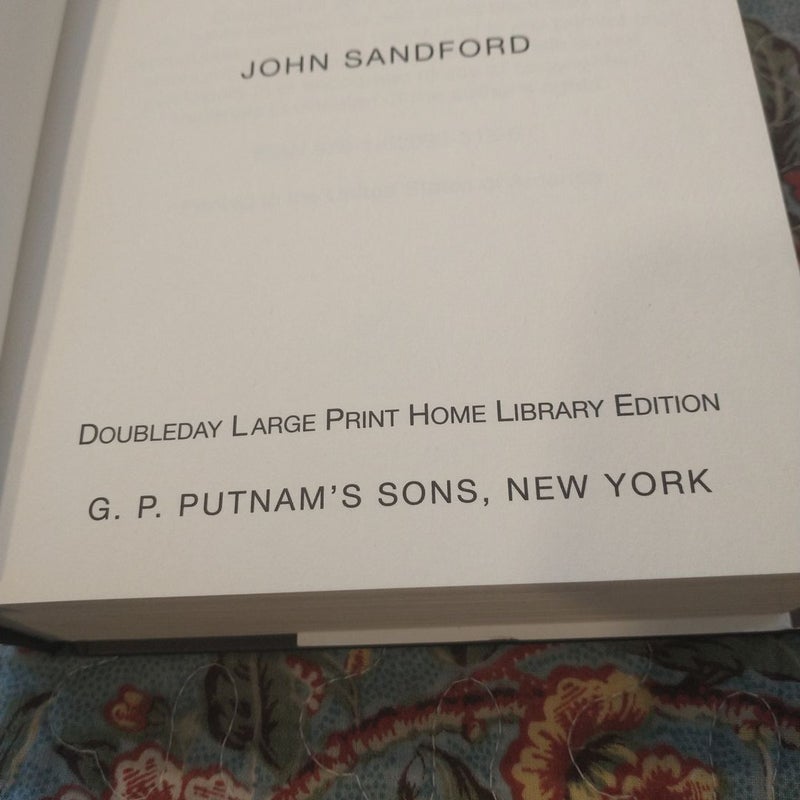 JOHN SANDFORD
DOUBLEDAY LARGE PRINT HOME LIBRARY EDITION
G. P. PUTNAM'S SONS, NEW YORK